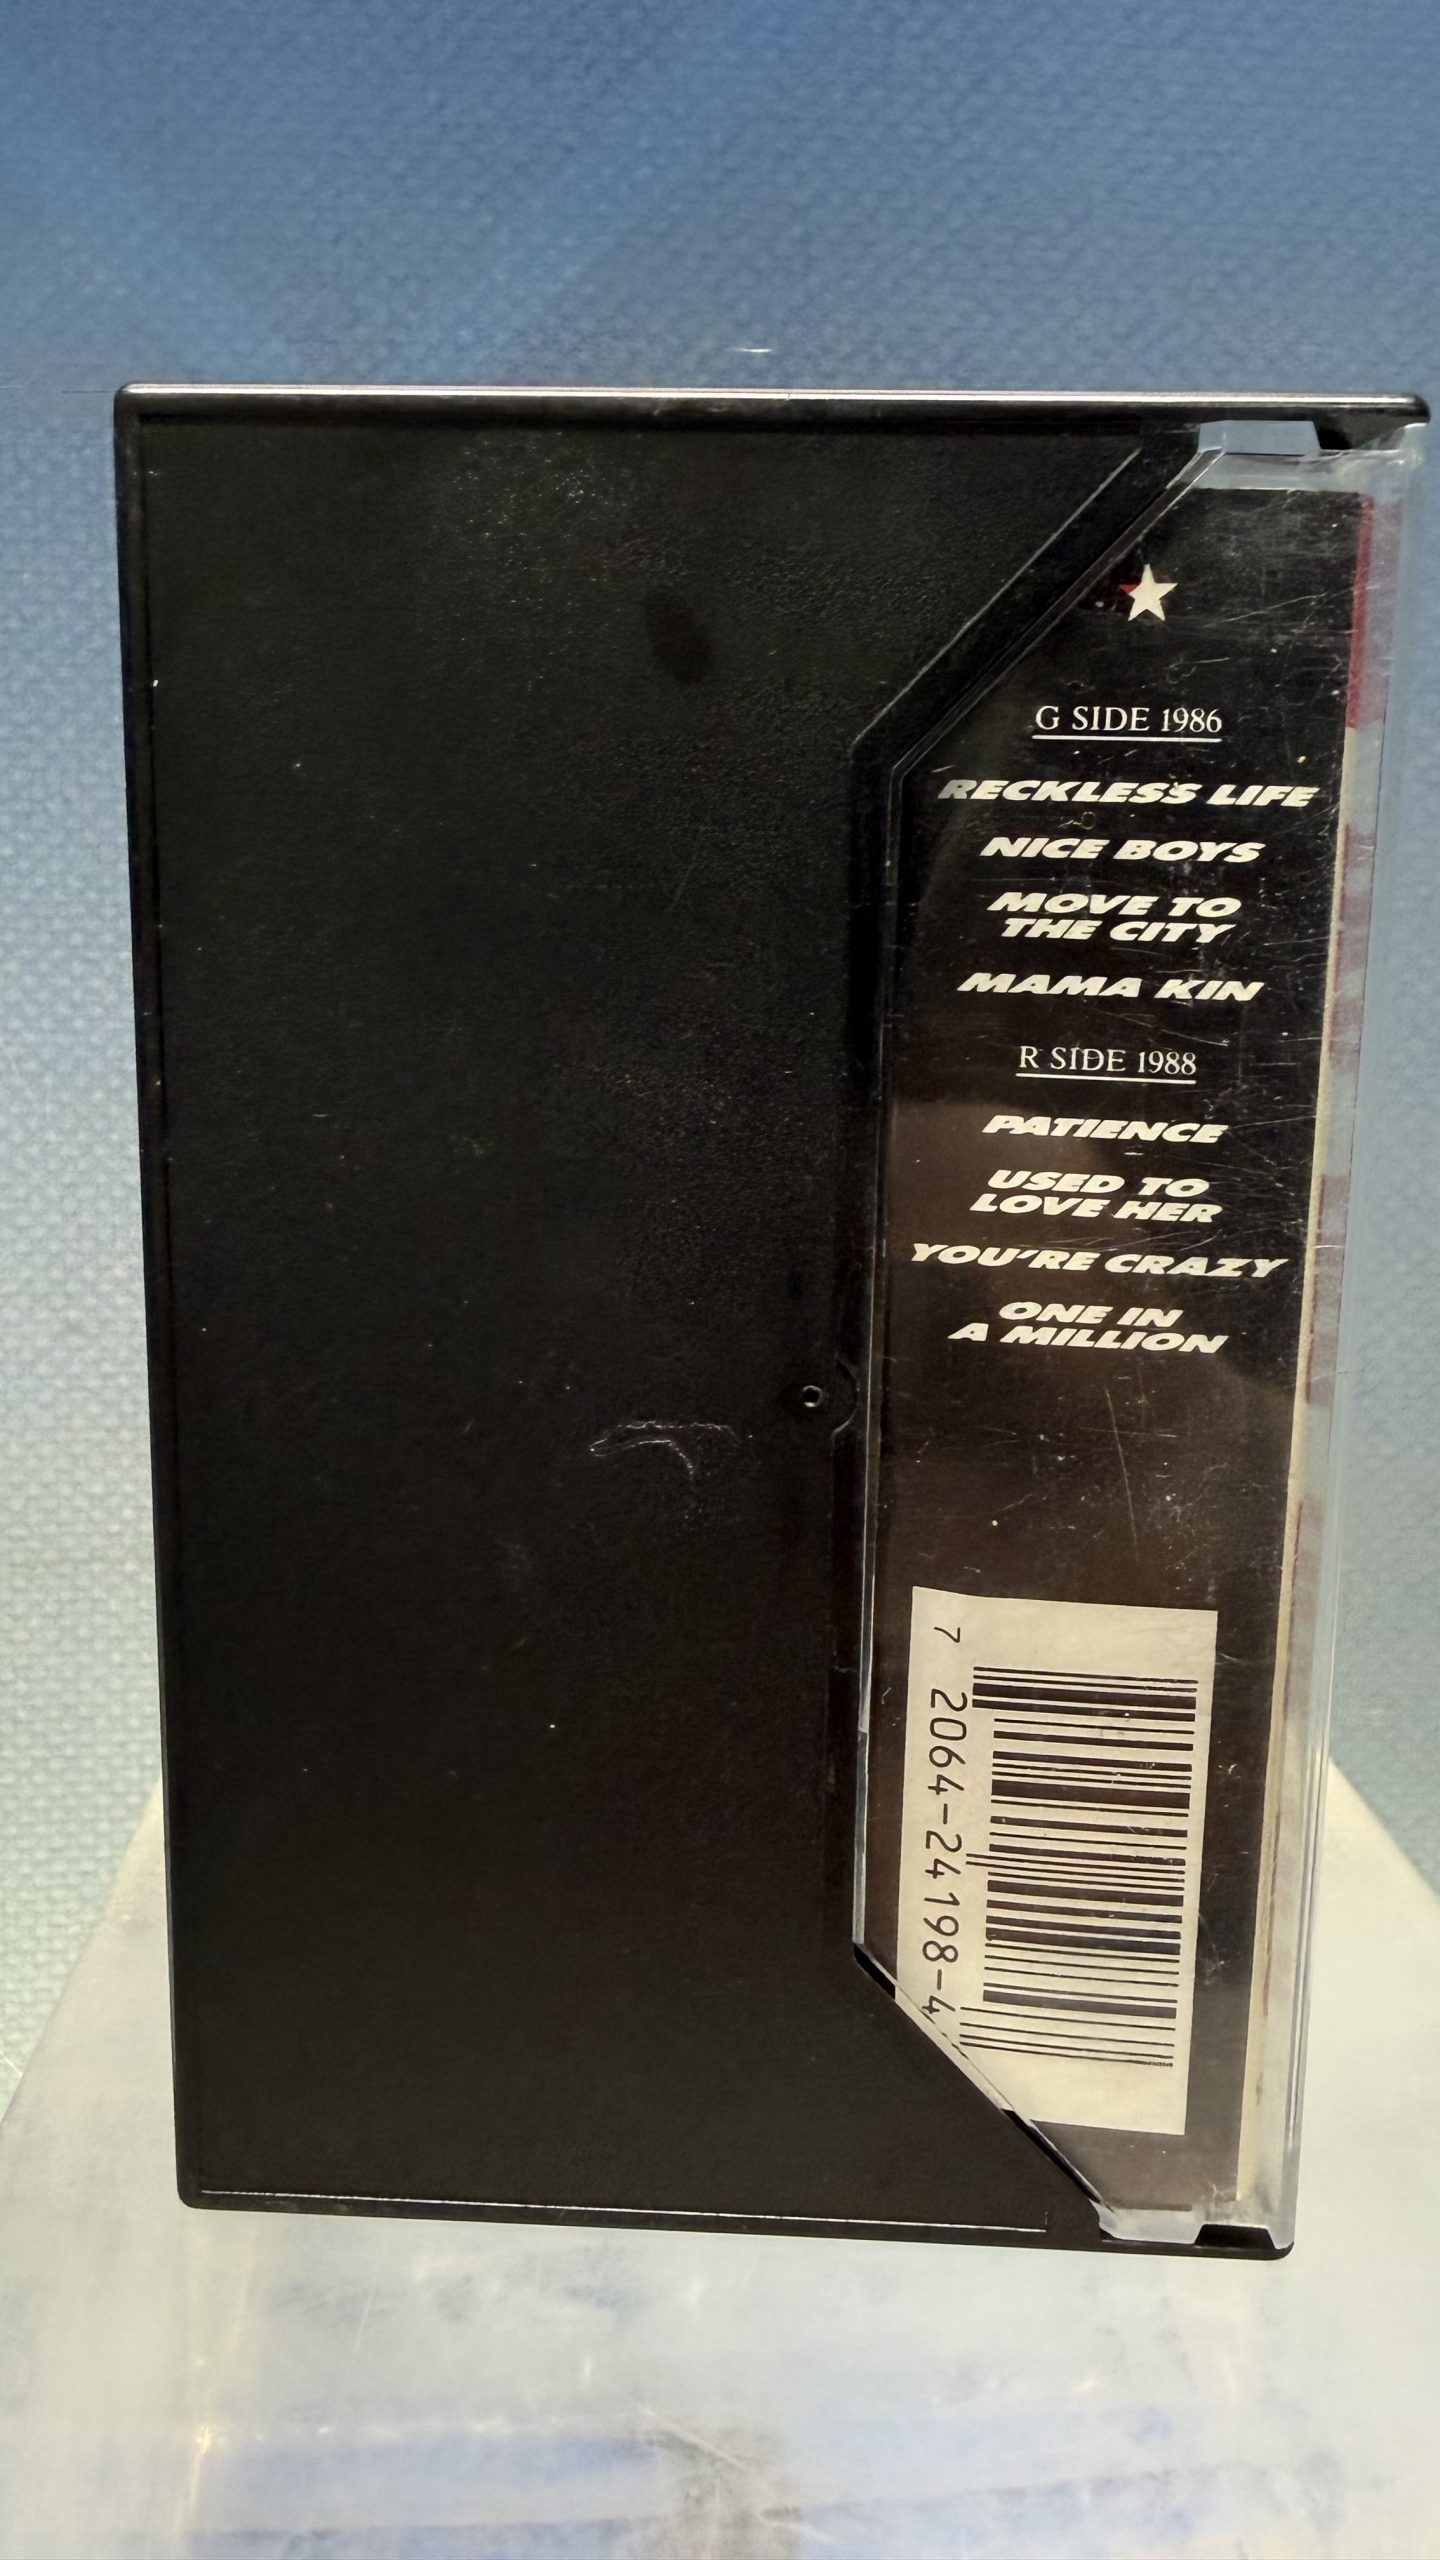 G SIDE 1986
RECKLESS LIFE
NICE BOYS
MOVE TO
THE CITY
MAMA KIN
R SIDE 1988
PATIENCE
USED TO
LOVE HER
YOU'RE CRAZY
ONE IN
A MILLION
7 2064-24198-4